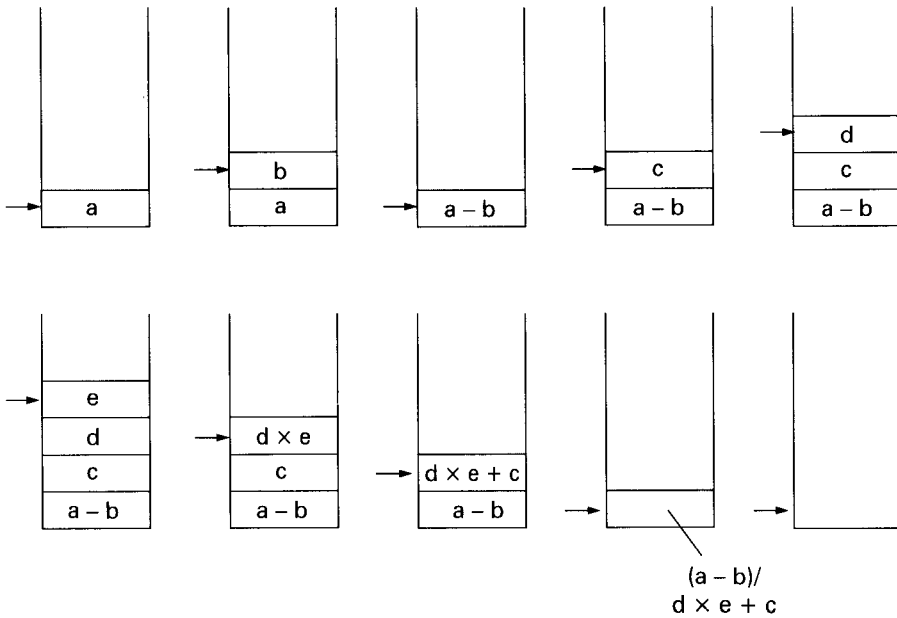 a
b
a
a – b
c
a – b
d
c
a – b
e
d
c
a – b
d × e
c
a – b
d × e + c
a – b
(a – b)/
d × e + c